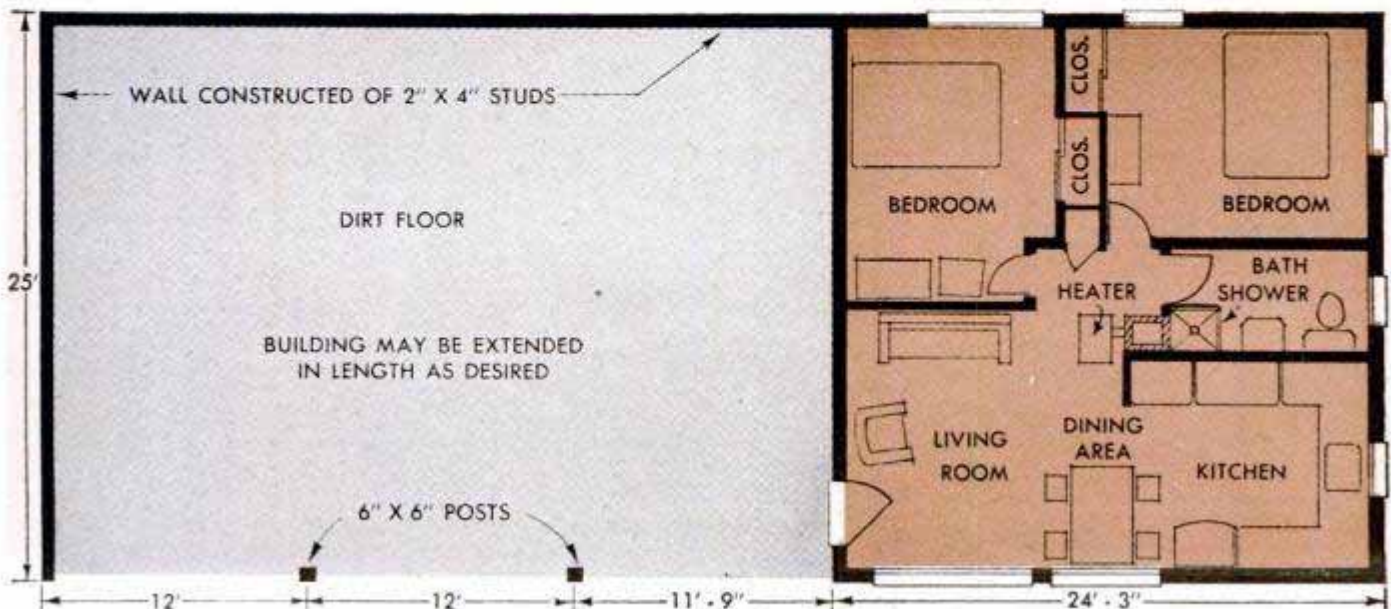 WALL CONSTRUCTED OF 2" X 4" STUDS
CLOS.
CLOS.
BEDROOM
BEDROOM
DIRT FLOOR
25'
BATH
SHOWER
HEATER
BUILDING MAY BE EXTENDED
IN LENGTH AS DESIRED
LIVING
ROOM
DINING
AREA
KITCHEN
6" X 6" POSTS
12'
12'
11'-9"
24'-3"